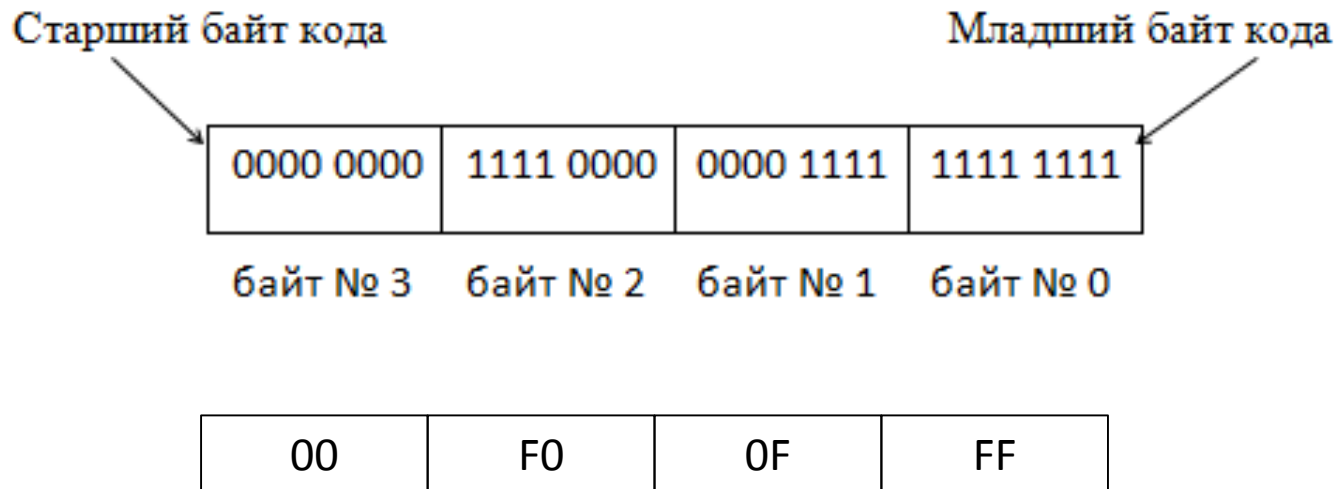 Старший байт кода Младший байт кода
0000 0000 1111 0000 0000 1111 1111 1111
байт № 3 байт № 2 байт № 1 байт № 0
00 F0 0F FF